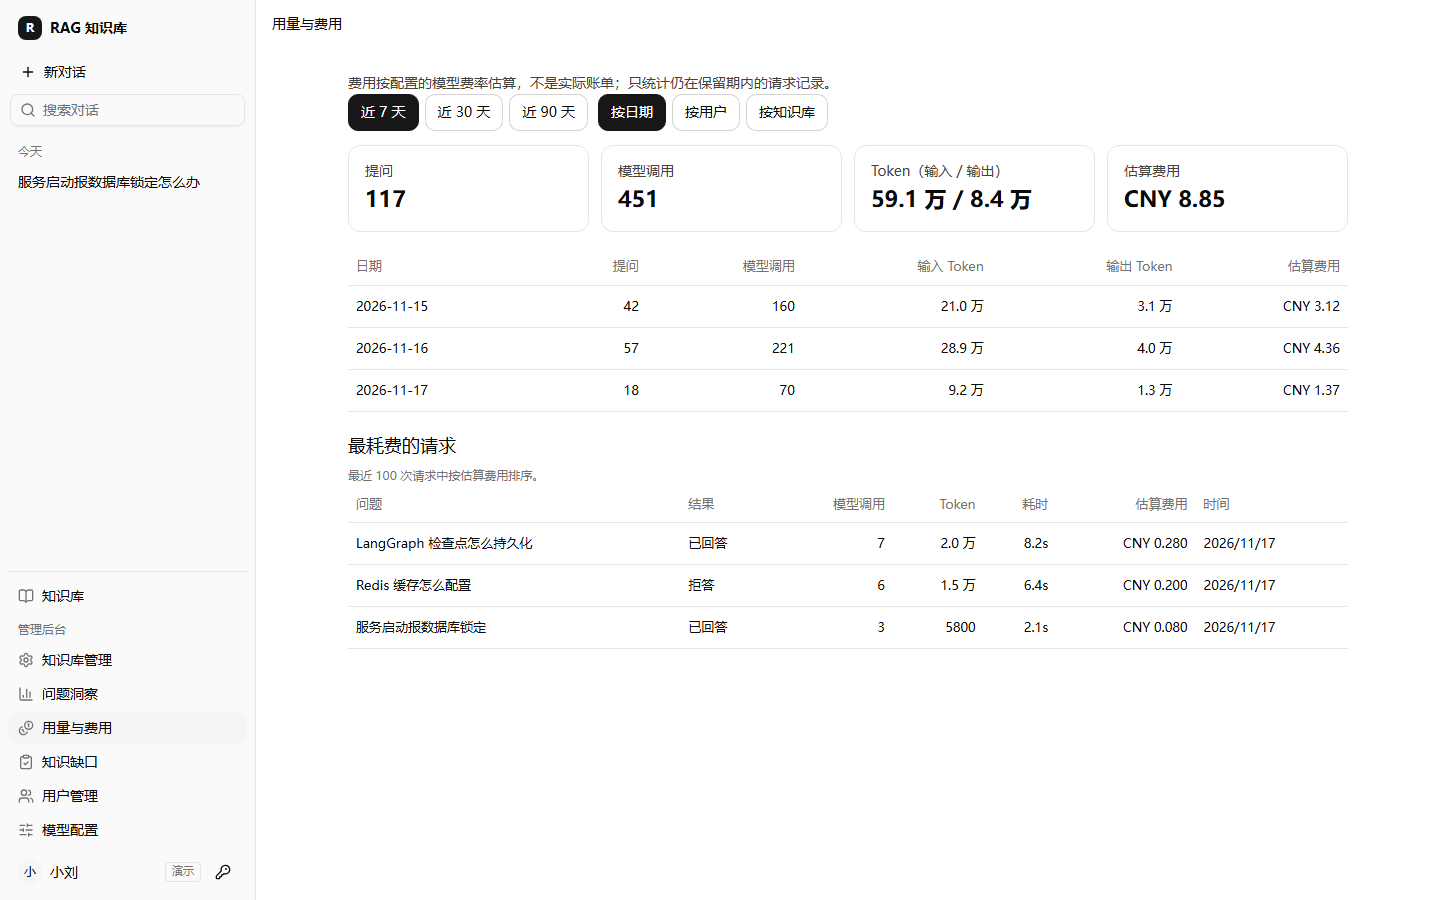 R RAG 知识库
新对话
搜索对话
今天
服务启动报数据库锁定怎么办
知识库
管理后台
知识库管理
问题洞察
用量与费用
知识缺口
用户管理
模型配置
小 小刘 演示
用量与费用
费用按配置的模型费率估算，不是实际账单；只统计仍在保留期内的请求记录。
近 7 天 近 30 天 近 90 天 按日期 按用户 按知识库
提问 模型调用 Token（输入 / 输出） 估算费用
117 451 59.1 万 / 8.4 万 CNY 8.85
日期 提问 模型调用 输入 Token 输出 Token 估算费用
2026-11-15 42 160 21.0 万 3.1 万 CNY 3.12
2026-11-16 57 221 28.9 万 4.0 万 CNY 4.36
2026-11-17 18 70 9.2 万 1.3 万 CNY 1.37
最耗费的请求
最近 100 次请求中按估算费用排序。
问题 结果 模型调用 Token 耗时 估算费用 时间
LangGraph 检查点怎么持久化 已回答 7 2.0 万 8.2s CNY 0.280 2026/11/17
Redis 缓存怎么配置 拒答 6 1.5 万 6.4s CNY 0.200 2026/11/17
服务启动报数据库锁定 已回答 3 5800 2.1s CNY 0.080 2026/11/17